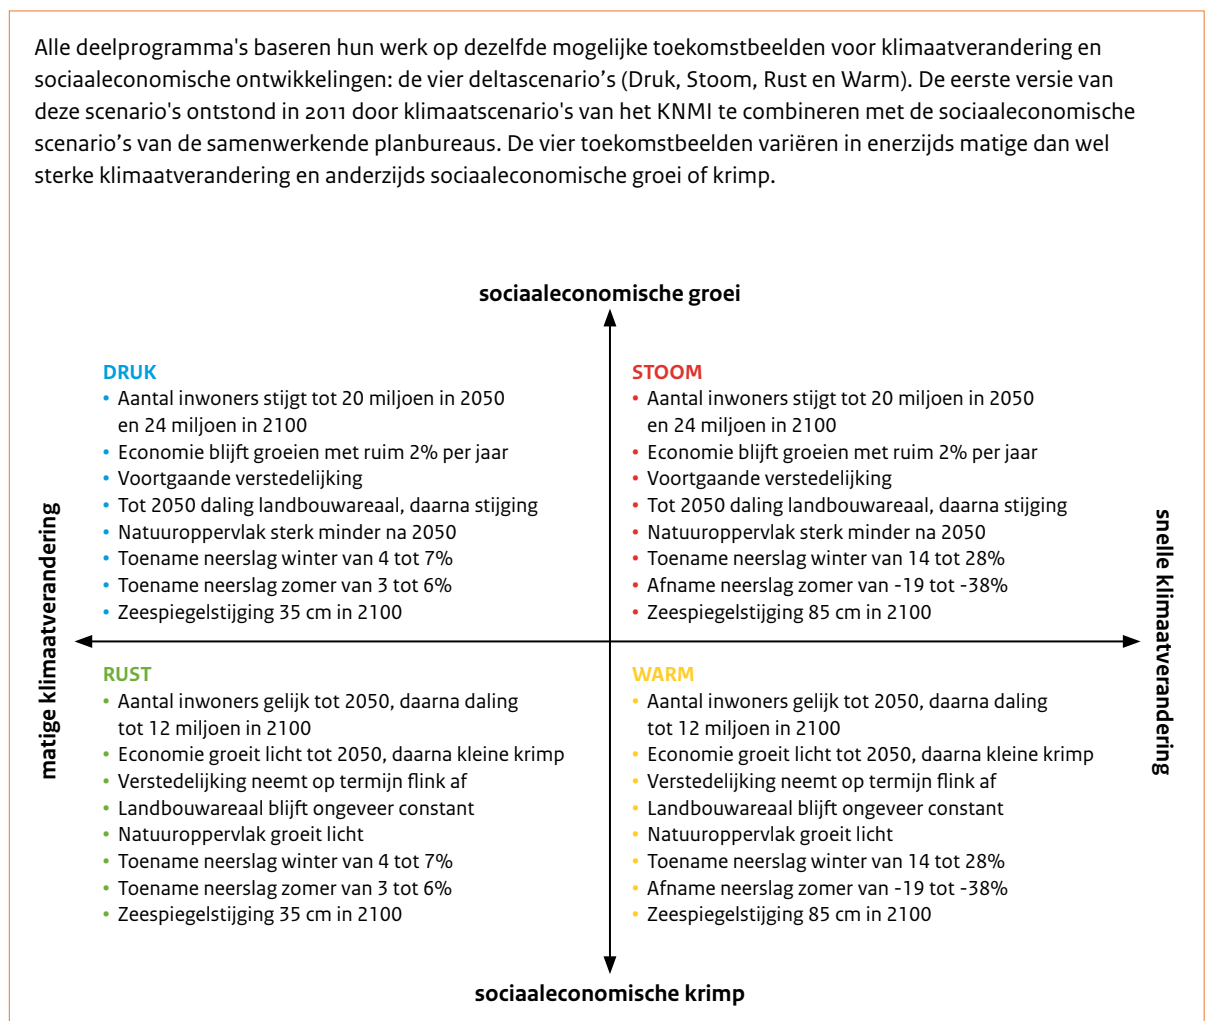 Alle deelprogramma's baseren hun werk op dezelfde mogelijke toekomstbeelden voor klimaatverandering en
sociaaleconomische ontwikkelingen: de vier deltascenario’s (Druk, Stoom, Rust en Warm). De eerste versie van
deze scenario's ontstond in 2011 door klimaatscenario's van het KNMI te combineren met de sociaaleconomische
scenario’s van de samenwerkende planbureaus. De vier toekomstbeelden variëren in enerzijds matige dan wel
sterke klimaatverandering en anderzijds sociaaleconomische groei of krimp.
sociaaleconomische groei
matige klimaatverandering
DRUK
• Aantal inwoners stijgt tot 20 miljoen in 2050
en 24 miljoen in 2100
• Economie blijft groeien met ruim 2% per jaar
• Voortgaande verstedelijking
• Tot 2050 daling landbouwareaal, daarna stijging
• Natuuroppervlak sterk minder na 2050
• Toename neerslag winter van 4 tot 7%
• Toename neerslag zomer van 3 tot 6%
• Zeespiegelstijging 35 cm in 2100
STOOM
• Aantal inwoners stijgt tot 20 miljoen in 2050
en 24 miljoen in 2100
• Economie blijft groeien met ruim 2% per jaar
• Voortgaande verstedelijking
• Tot 2050 daling landbouwareaal, daarna stijging
• Natuuroppervlak sterk minder na 2050
• Toename neerslag winter van 14 tot 28%
• Afname neerslag zomer van -19 tot -38%
• Zeespiegelstijging 85 cm in 2100
snelle klimaatverandering
RUST
• Aantal inwoners gelijk tot 2050, daarna daling
tot 12 miljoen in 2100
• Economie groeit licht tot 2050, daarna kleine krimp
• Verstedelijking neemt op termijn flink af
• Landbouwareaal blijft ongeveer constant
• Natuuroppervlak groeit licht
• Toename neerslag winter van 4 tot 7%
• Toename neerslag zomer van 3 tot 6%
• Zeespiegelstijging 35 cm in 2100
WARM
• Aantal inwoners gelijk tot 2050, daarna daling
tot 12 miljoen in 2100
• Economie groeit licht tot 2050, daarna kleine krimp
• Verstedelijking neemt op termijn flink af
• Landbouwareaal blijft ongeveer constant
• Natuuroppervlak groeit licht
• Toename neerslag winter van 14 tot 28%
• Afname neerslag zomer van -19 tot -38%
• Zeespiegelstijging 85 cm in 2100
sociaaleconomische krimp